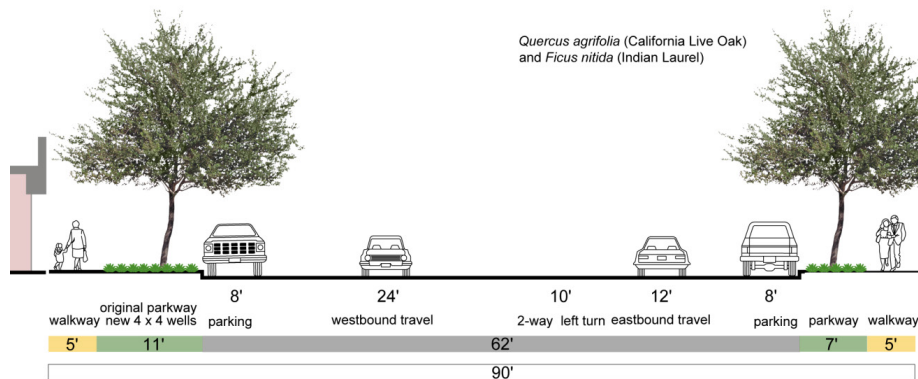 Quercus agrifolia (California Live Oak)
and Ficus nitida (Indian Laurel)
8' 24' 10' 12' 8'
original parkway
walkway new 4 x 4 wells parking westbound travel 2-way left turn eastbound travel parking parkway walkway
5' 11' 62' 7' 5'
90'